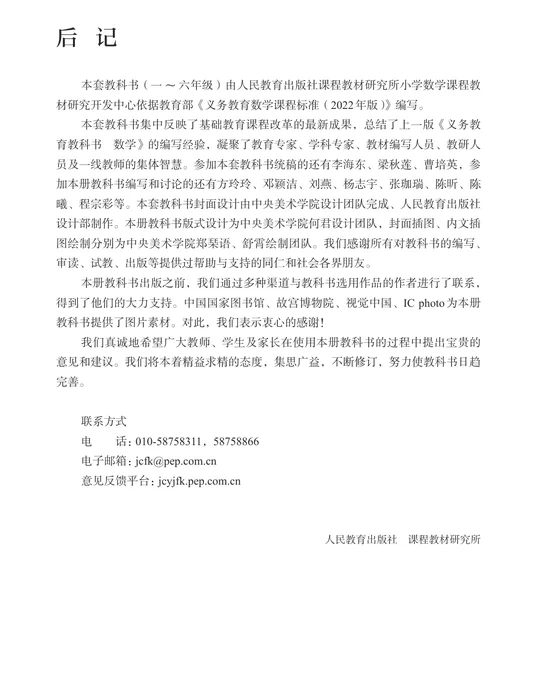 后 记
本套教科书（一～六年级）由人民教育出版社课程教材研究所小学数学课程教
材研究开发中心依据教育部《义务教育数学课程标准（2022年版）》编写。
本套教科书集中反映了基础教育课程改革的最新成果，总结了上一版《义务教
育教科书　数学》的编写经验，凝聚了教育专家、学科专家、教材编写人员、教研人
员及一线教师的集体智慧。参加本套教科书统稿的还有李海东、梁秋莲、曹培英，参
加本册教科书编写和讨论的还有方玲玲、邓颖洁、刘燕、杨志宇、张珈瑞、陈昕、陈
曦、程宗彩等。本套教科书封面设计由中央美术学院设计团队完成、人民教育出版社
设计部制作。本册教科书版式设计为中央美术学院何君设计团队，封面插图、内文插
图绘制分别为中央美术学院郑琹语、舒霄绘制团队。我们感谢所有对教科书的编写、
审读、试教、出版等提供过帮助与支持的同仁和社会各界朋友。
本册教科书出版之前，我们通过多种渠道与教科书选用作品的作者进行了联系，
得到了他们的大力支持。中国国家图书馆、故宫博物院、视觉中国、IC photo为本册
教科书提供了图片素材。对此，我们表示衷心的感谢！
我们真诚地希望广大教师、学生及家长在使用本册教科书的过程中提出宝贵的
意见和建议。我们将本着精益求精的态度，集思广益，不断修订，努力使教科书日趋
完善。
联系方式
电　　话：010-58758311，58758866
电子邮箱：jcfk@pep.com.cn
意见反馈平台：jcyjfk.pep.com.cn
人民教育出版社　课程教材研究所